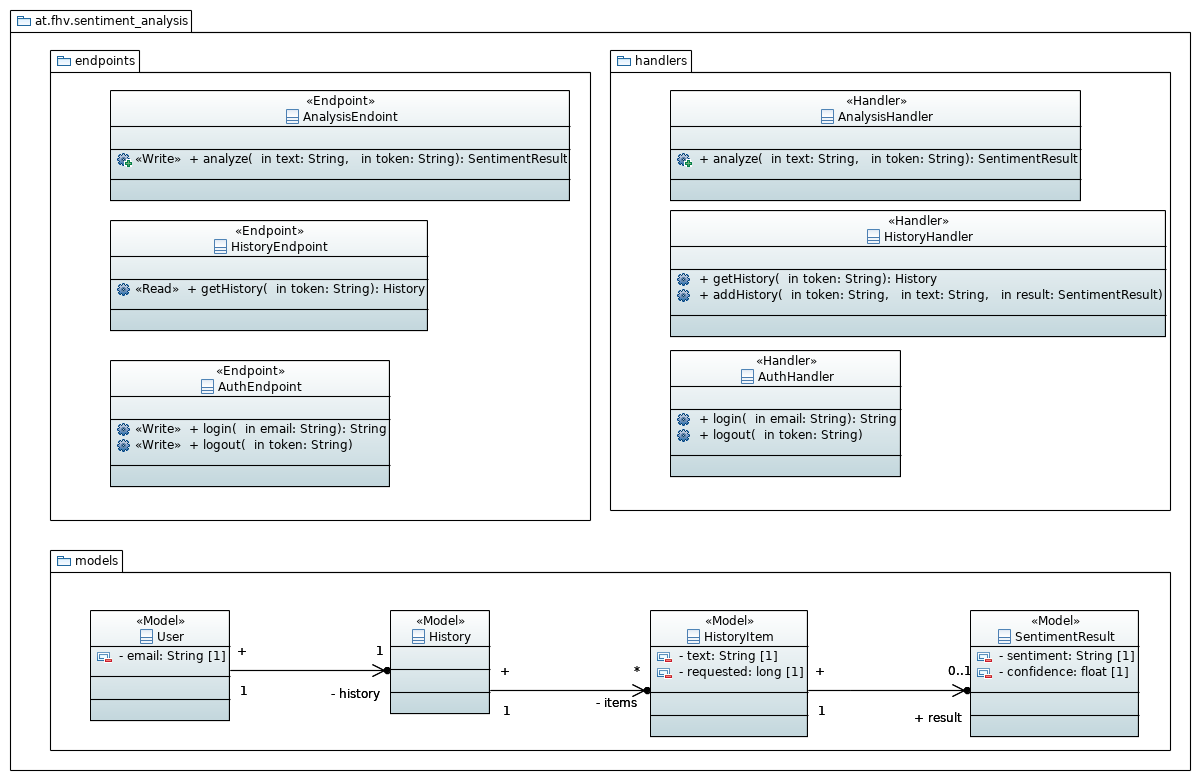 at.fhv.sentiment_analysis
endpoints
«Endpoint»
AnalysisEndoint
«Write» + analyze( in text: String, in token: String): SentimentResult
«Endpoint»
HistoryEndpoint
«Read» + getHistory( in token: String): History
«Endpoint»
AuthEndpoint
«Write» + login( in email: String): String
«Write» + logout( in token: String)
handlers
«Handler»
AnalysisHandler
+ analyze( in text: String, in token: String): SentimentResult
«Handler»
HistoryHandler
+ getHistory( in token: String): History
+ addHistory( in token: String, in text: String, in result: SentimentResult)
«Handler»
AuthHandler
+ login( in email: String): String
+ logout( in token: String)
models
«Model»
User
- email: String [1]
+
1
1
- history
«Model»
History
+
1
*
- items
«Model»
HistoryItem
- text: String [1]
- requested: long [1]
+
1
0..1
+ result
«Model»
SentimentResult
- sentiment: String [1]
- confidence: float [1]